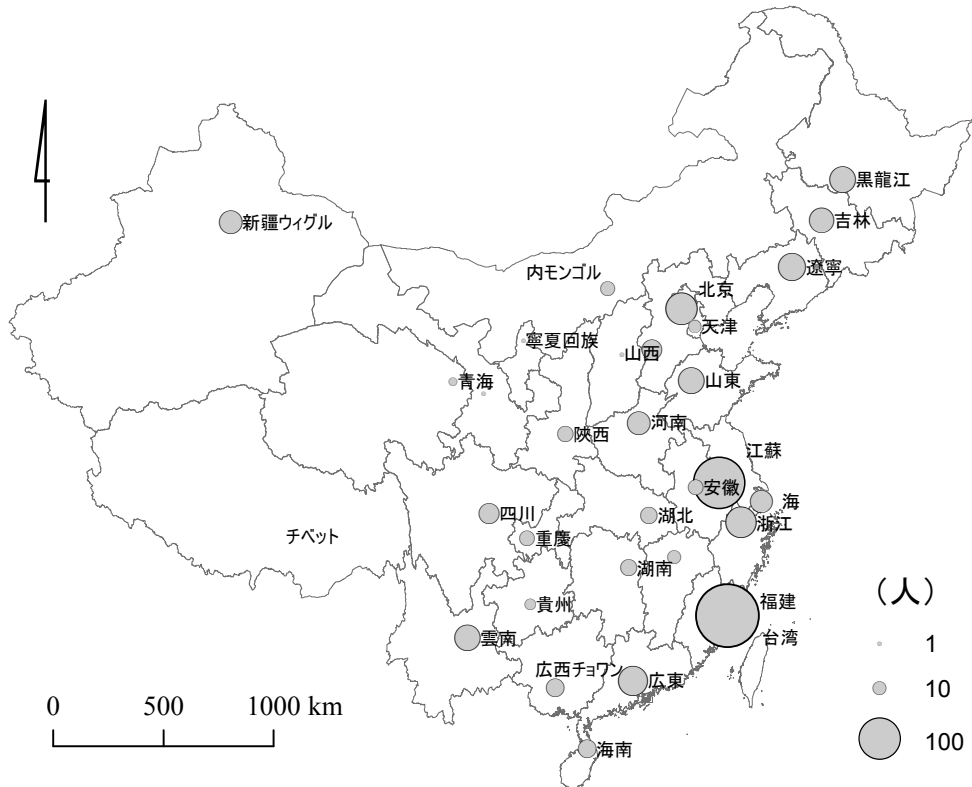 黒龍江
吉林
新疆ウィグル
遼寧
内モンゴル
北京
天津
寧夏回族
山西
青海
山東
河南
陝西
江蘇
安徽
海
四川
湖北
浙江
重慶
チベット
湖南
貴州
福建
雲南
台湾
広西チョワン
広東
海南
(人)
1
10
100
0 500 1000 km